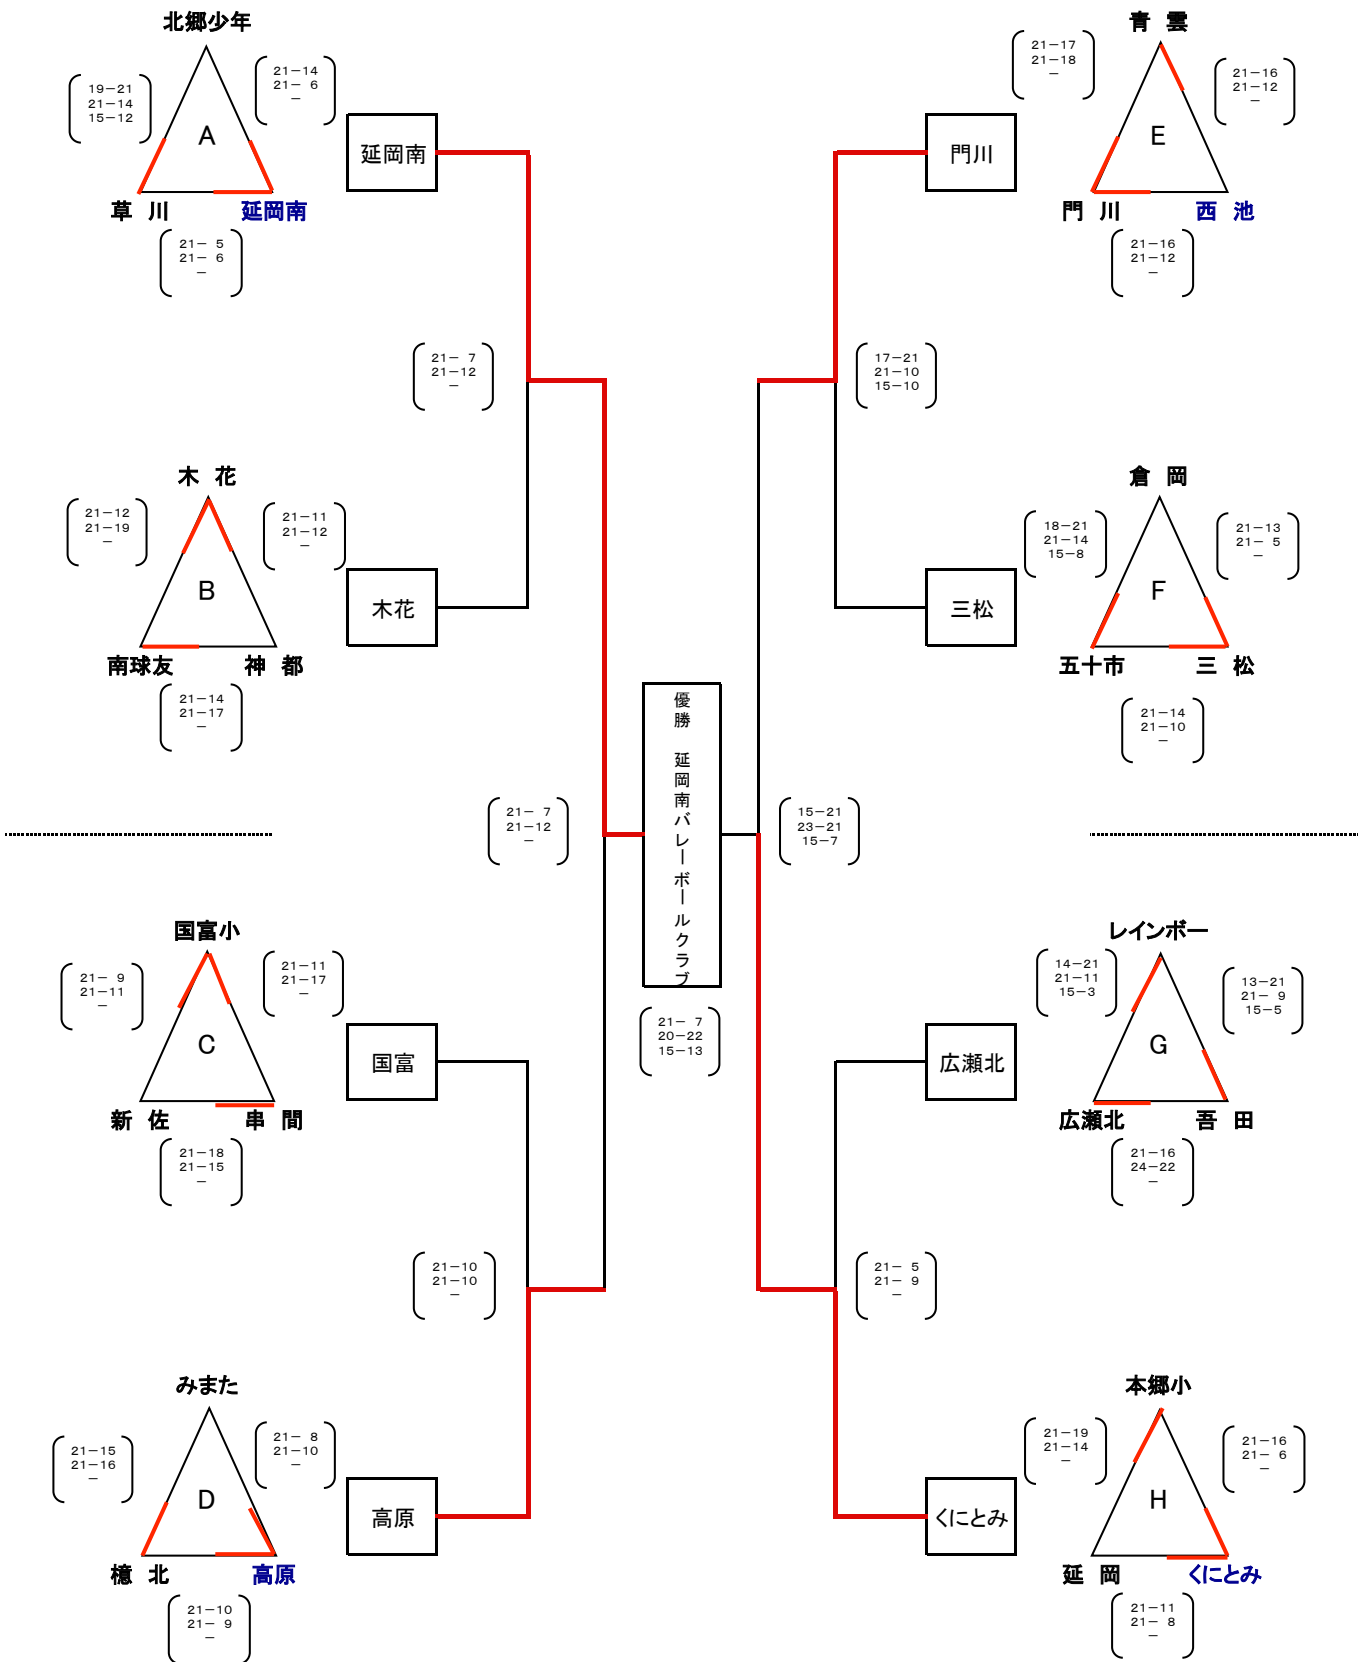 北郷少年
19−21
21−14
15−12
21−14
21− 6
−
A
草 川
延岡南
21− 5
21− 6
−
延岡南
21− 7
21−12
−
木 花
21−12
21−19
−
21−11
21−12
−
B
南球友
神 都
21−14
21−17
−
木花
21− 7
21−12
−
国富小
21− 9
21−11
−
21−11
21−17
−
C
新 佐
串 間
21−18
21−15
−
国富
21−10
21−10
−
みまた
21−15
21−16
−
21− 8
21−10
−
D
檍 北
高原
21−10
21− 9
−
高原
優勝 延岡南バレーボールクラブ
21− 7
20−22
15−13
青 雲
21−17
21−18
−
21−16
21−12
−
E
門 川
西 池
21−16
21−12
−
門川
17−21
21−10
15−10
倉 岡
18−21
21−14
15−8
21−13
21− 5
−
F
五十市
三 松
21−14
21−10
−
三松
15−21
23−21
15−7
レインボー
14−21
21−11
15−3
13−21
21− 9
15−5
G
広瀬北
吾 田
21−16
24−22
−
広瀬北
21− 5
21− 9
−
本郷小
21−19
21−14
−
21−16
21− 6
−
H
延 岡
くにとみ
21−11
21− 8
−
くにとみ